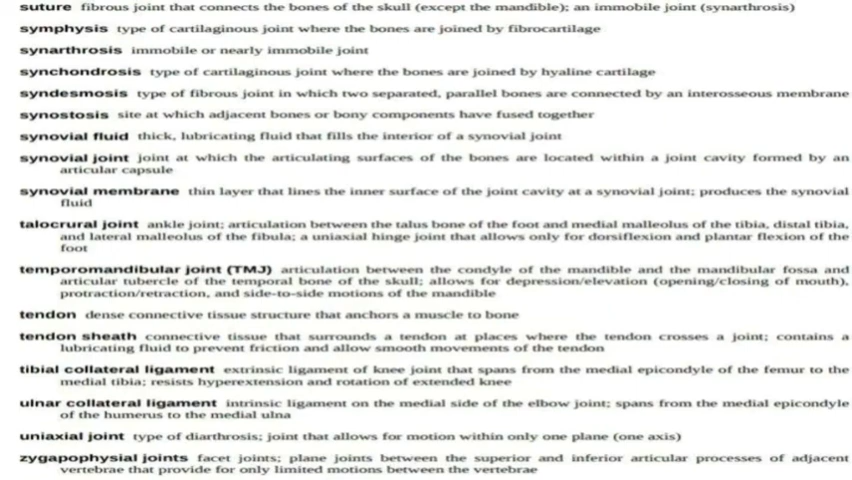 suture fibrous joint that connects the bones of the skull (except the mandible); an immobile joint (synarthrosis)
symphysis type of cartilaginous joint where the bones are joined by fibrocartilage
synarthrosis immobile or nearly immobile joint
synchondrosis type of cartilaginous joint where the bones are joined by hyaline cartilage
syndesmosis type of fibrous joint in which two separated, parallel bones are connected by an interosseous membrane
synostosis site at which adjacent bones or bony components have fused together
synovial fluid thick, lubricating fluid that fills the interior of a synovial joint
synovial joint joint at which the articulating surfaces of the bones are located within a joint cavity formed by an
articular capsule
synovial membrane thin layer that lines the inner surface of the joint cavity at a synovial joint; produces the synovial
fluid
talocrural joint ankle joint; articulation between the talus bone of the foot and medial malleolus of the tibia, distal tibia,
and lateral malleolus of the fibula; a uniaxial hinge joint that allows only for dorsiflexion and plantar flexion of the
foot
temporomandibular joint (TMJ) articulation between the condyle of the mandible and the mandibular fossa and
articular tubercle of the temporal bone of the skull; allows for depression/elevation (opening/closing of mouth),
protraction/retraction, and side-to-side motions of the mandible
tendon dense connective tissue structure that anchors a muscle to bone
tendon sheath connective tissue that surrounds a tendon at places where the tendon crosses a joint; contains a
lubricating fluid to prevent friction and allow smooth movements of the tendon
tibial collateral ligament extrinsic ligament of knee joint that spans from the medial epicondyle of the femur to the
medial tibia; resists hyperextension and rotation of extended knee
ulnar collateral ligament intrinsic ligament on the medial side of the elbow joint; spans from the medial epicondyle
of the humerus to the medial ulna
uniaxial joint type of diarthrosis; joint that allows for motion within only one plane (one axis)
zygapophysial joints facet joints; plane joints between the superior and inferior articular processes of adjacent
vertebrae that provide for only limited motions between the vertebrae